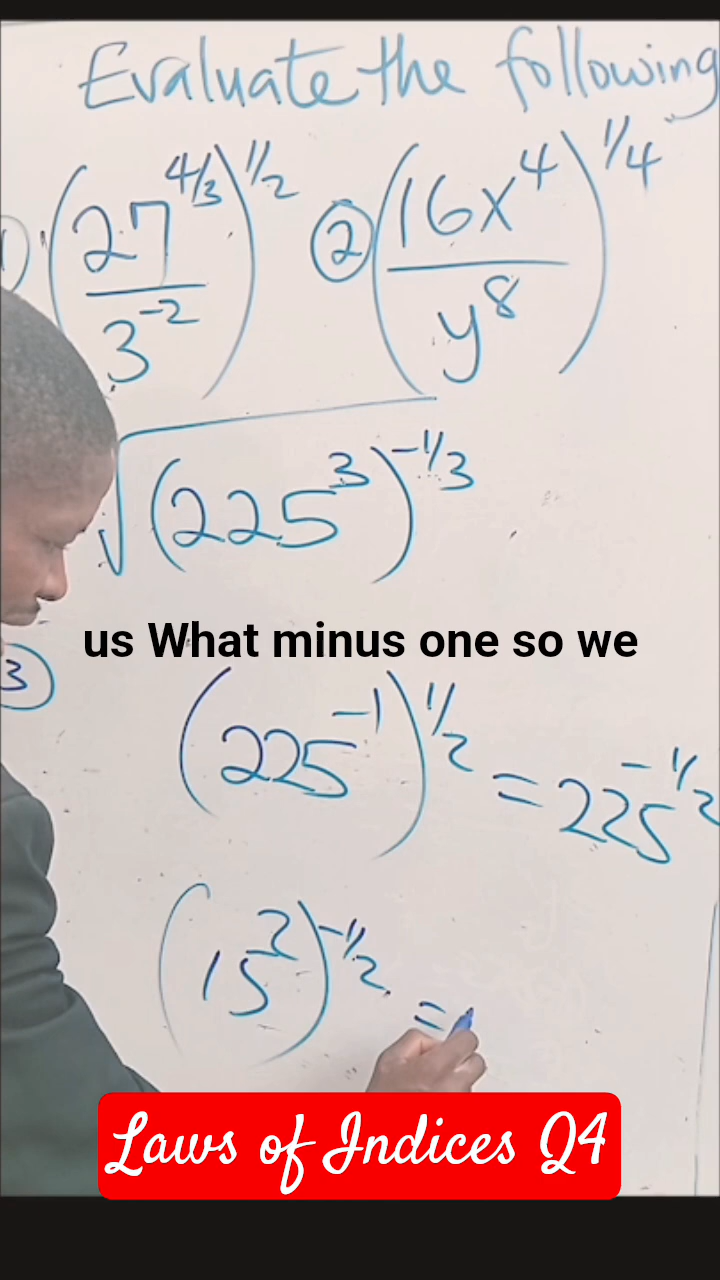 Evaluate the following
1) (27^4/3 / 3^-2)^1/2 ② (16x^4 / y^8)^1/4
√(225^3)^-1/3
us What minus one so we
③
(225^-1)^1/2 = 225^-1/2
(15^2)^-1/2 =
Laws of Indices Q4